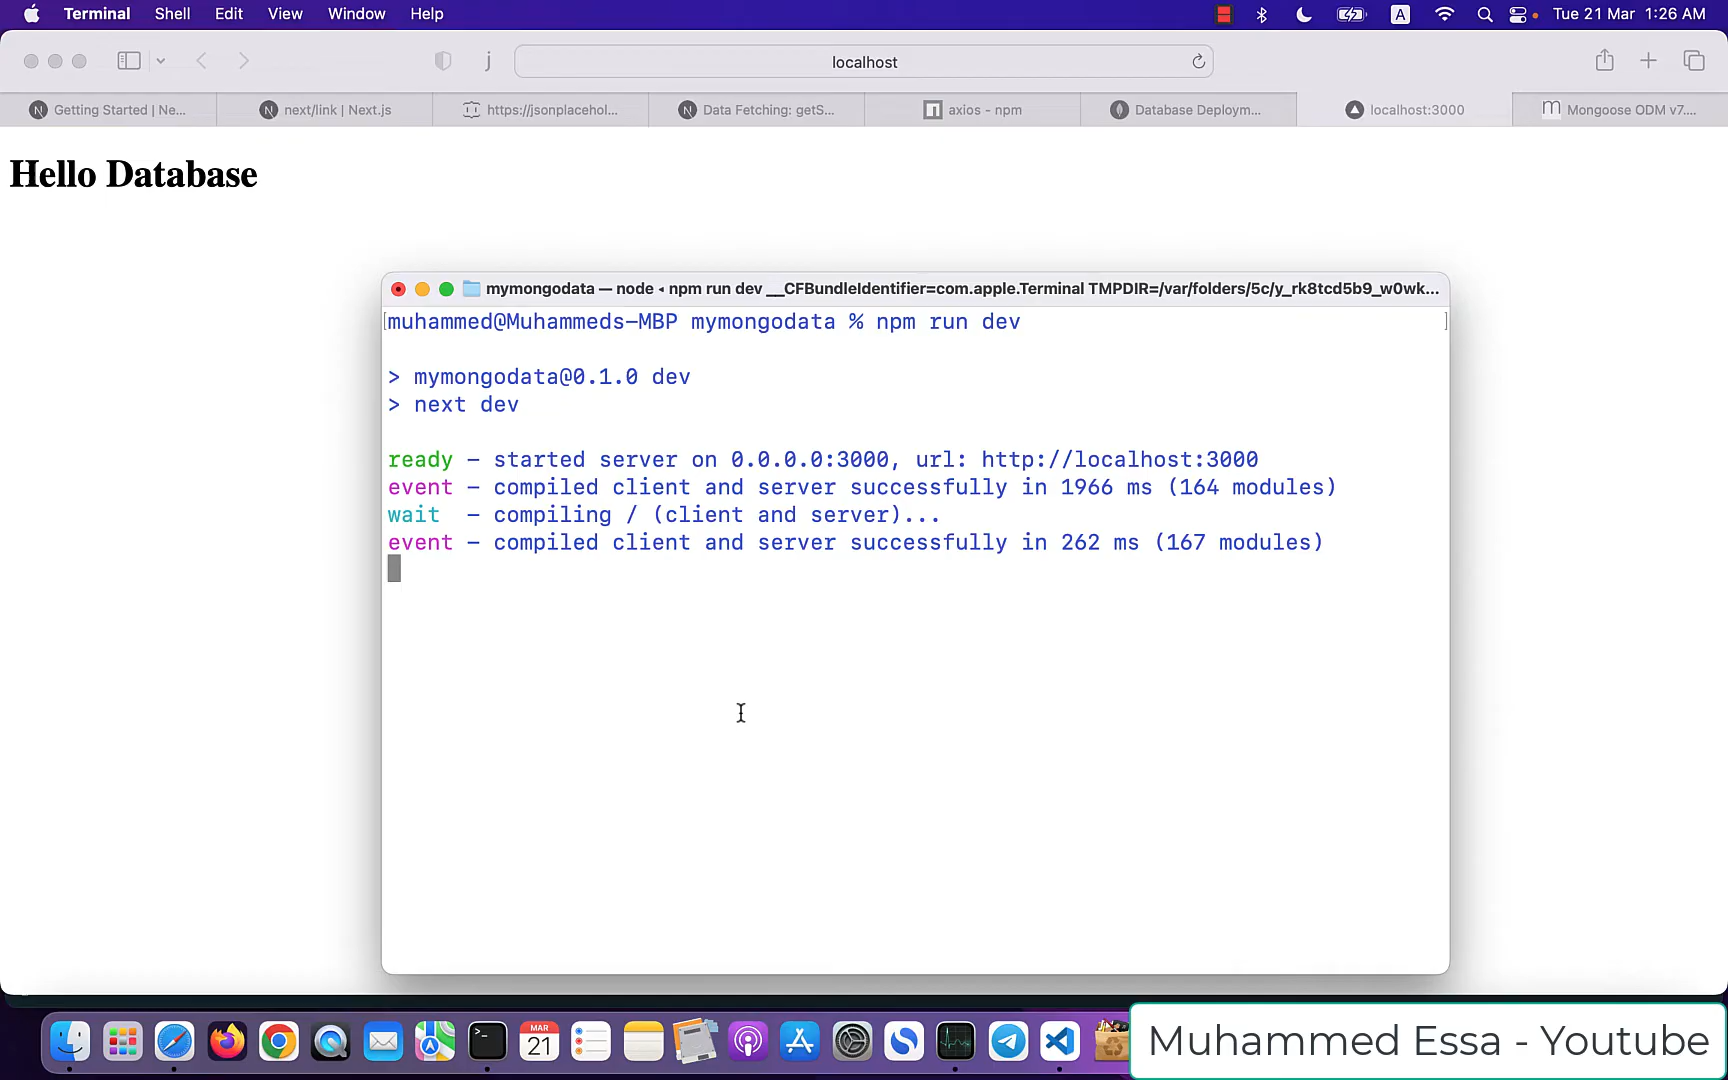 Terminal Shell Edit View Window Help A Tue 21 Mar 1:26 AM
j localhost
N Getting Started | Ne... N next/link | Next.js https://jsonplacehol... N Data Fetching: getS... axios - npm Database Deploym... localhost:3000 m Mongoose ODM v7....
Hello Database
mymongodata — node ◂ npm run dev __CFBundleIdentifier=com.apple.Terminal TMPDIR=/var/folders/5c/y_rk8tcd5b9_w0wk...
[muhammed@Muhammeds-MBP mymongodata % npm run dev ]
> mymongodata@0.1.0 dev
> next dev
ready - started server on 0.0.0.0:3000, url: http://localhost:3000
event - compiled client and server successfully in 1966 ms (164 modules)
wait  - compiling / (client and server)...
event - compiled client and server successfully in 262 ms (167 modules)
MAR
21
Muhammed Essa - Youtube